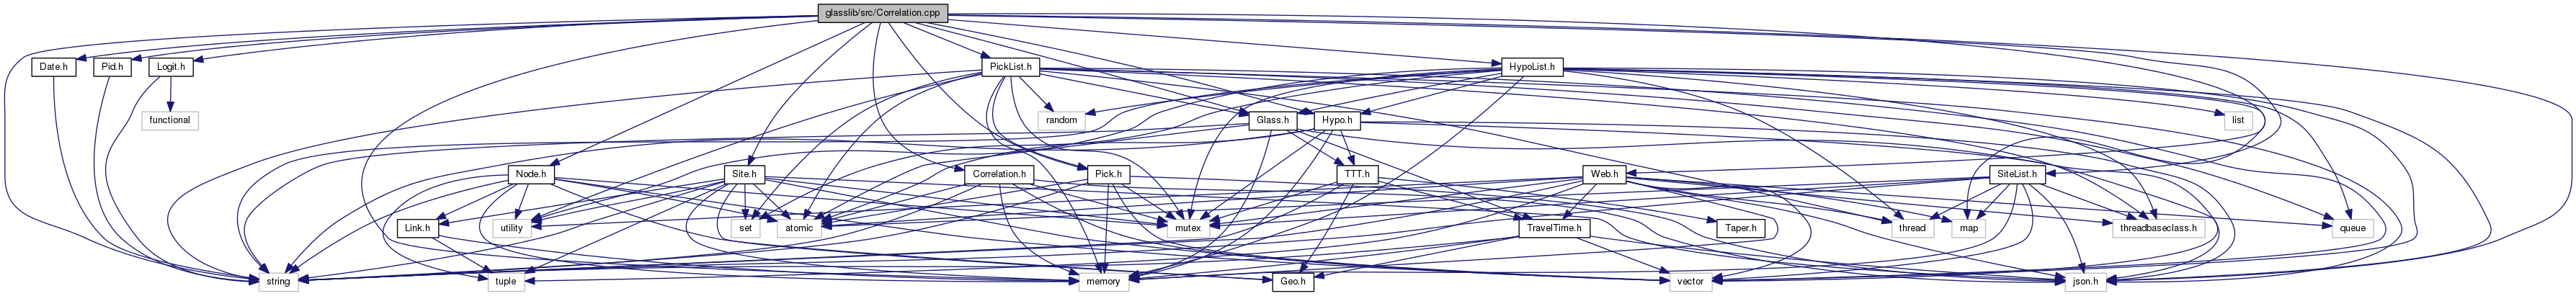 glasslib/src/Correlation.cpp
Date.h
Pid.h
Logit.h
PickList.h
HypoList.h
functional
random
Glass.h
Hypo.h
list
Node.h
Site.h
Correlation.h
Pick.h
TTT.h
Web.h
SiteList.h
Link.h
utility
set
atomic
mutex
TravelTime.h
Taper.h
thread
map
threadbaseclass.h
queue
string
tuple
memory
Geo.h
vector
json.h